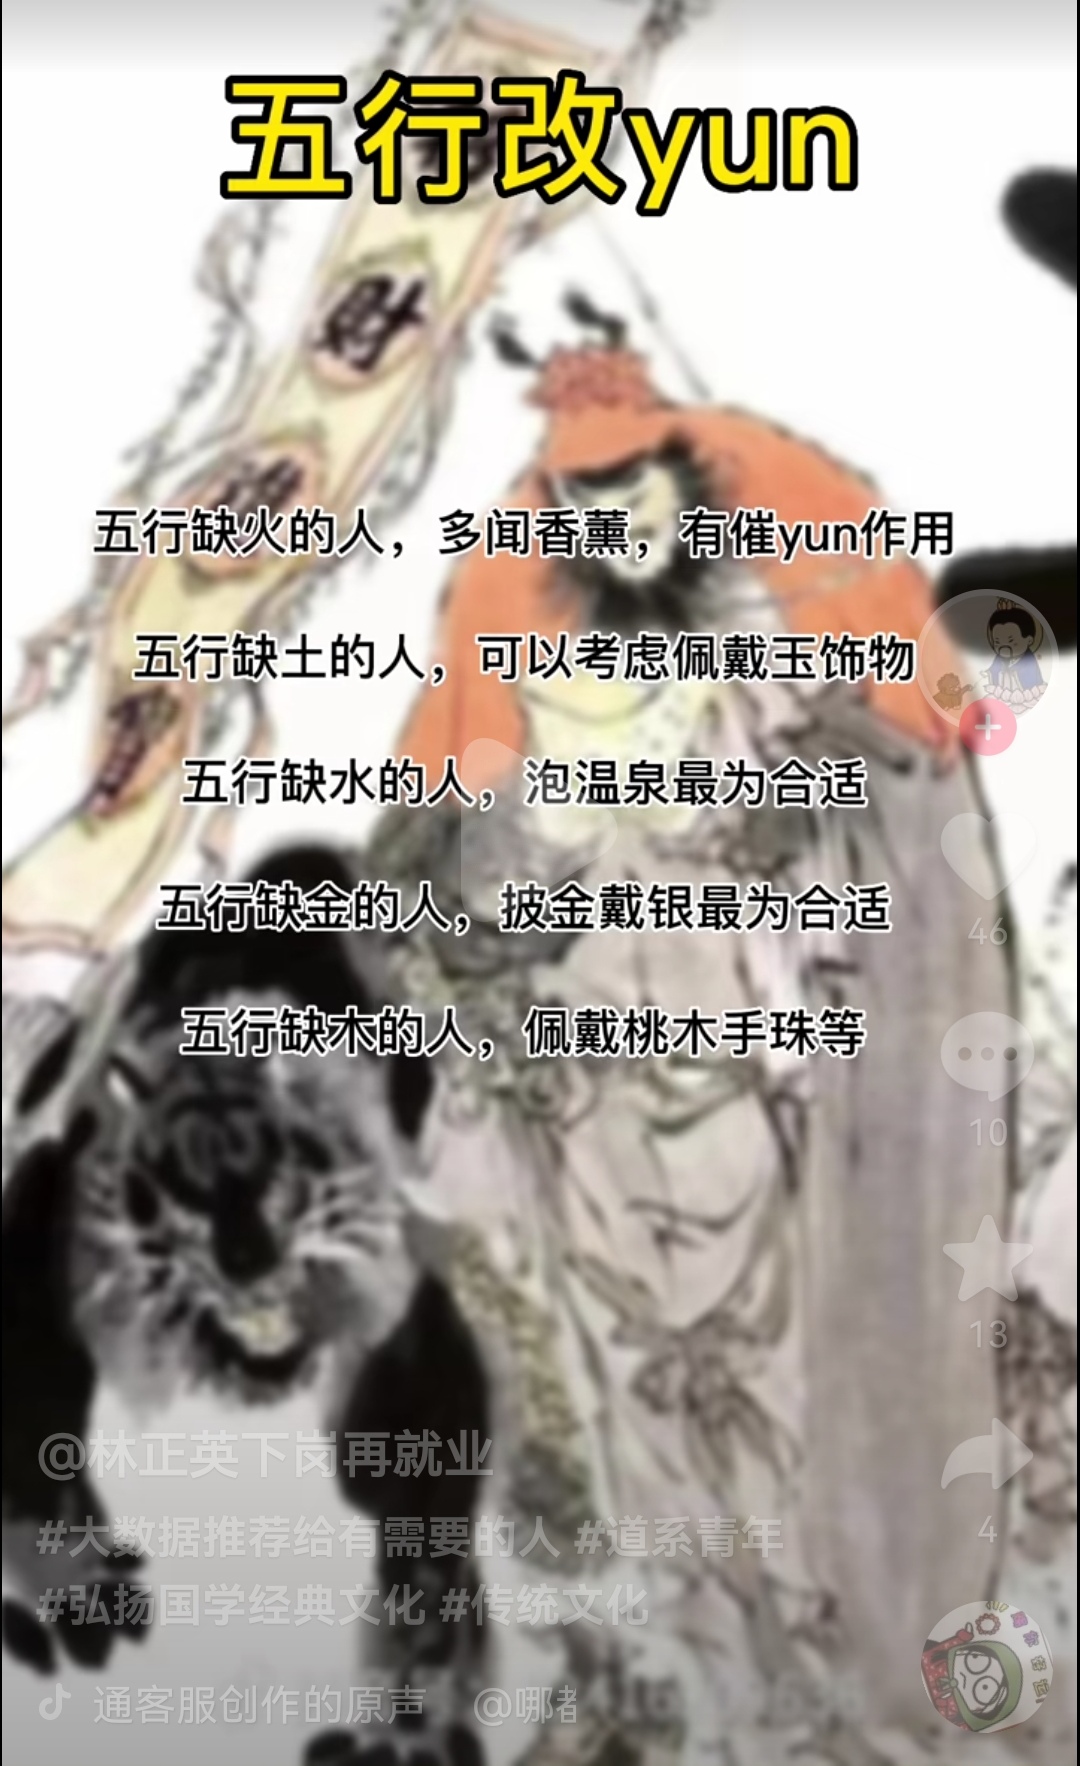 五行改yun
财
五行缺火的人，多闻香薰，有催yun作用
五行缺土的人，可以考虑佩戴玉饰物
五行缺水的人，泡温泉最为合适
五行缺金的人，披金戴银最为合适
五行缺木的人，佩戴桃木手珠等
46
10
13
4
@林正英下岗再就业
#大数据推荐给有需要的人 #道系青年
#弘扬国学经典文化 #传统文化
通客服创作的原声 @哪